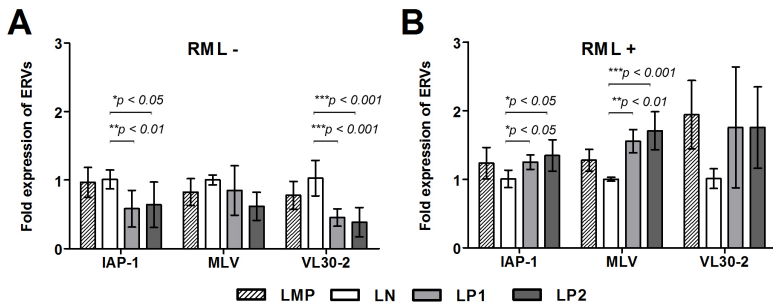 A
RML -
Fold expression of ERVs
3
2
1
0
*p < 0.05
**p < 0.01
***p < 0.001
***p < 0.001
IAP-1 MLV VL30-2
B
RML +
Fold expression of ERVs
3
2
1
0
*p < 0.05
*p < 0.05
***p < 0.001
**p < 0.01
IAP-1 MLV VL30-2
LMP LN LP1 LP2